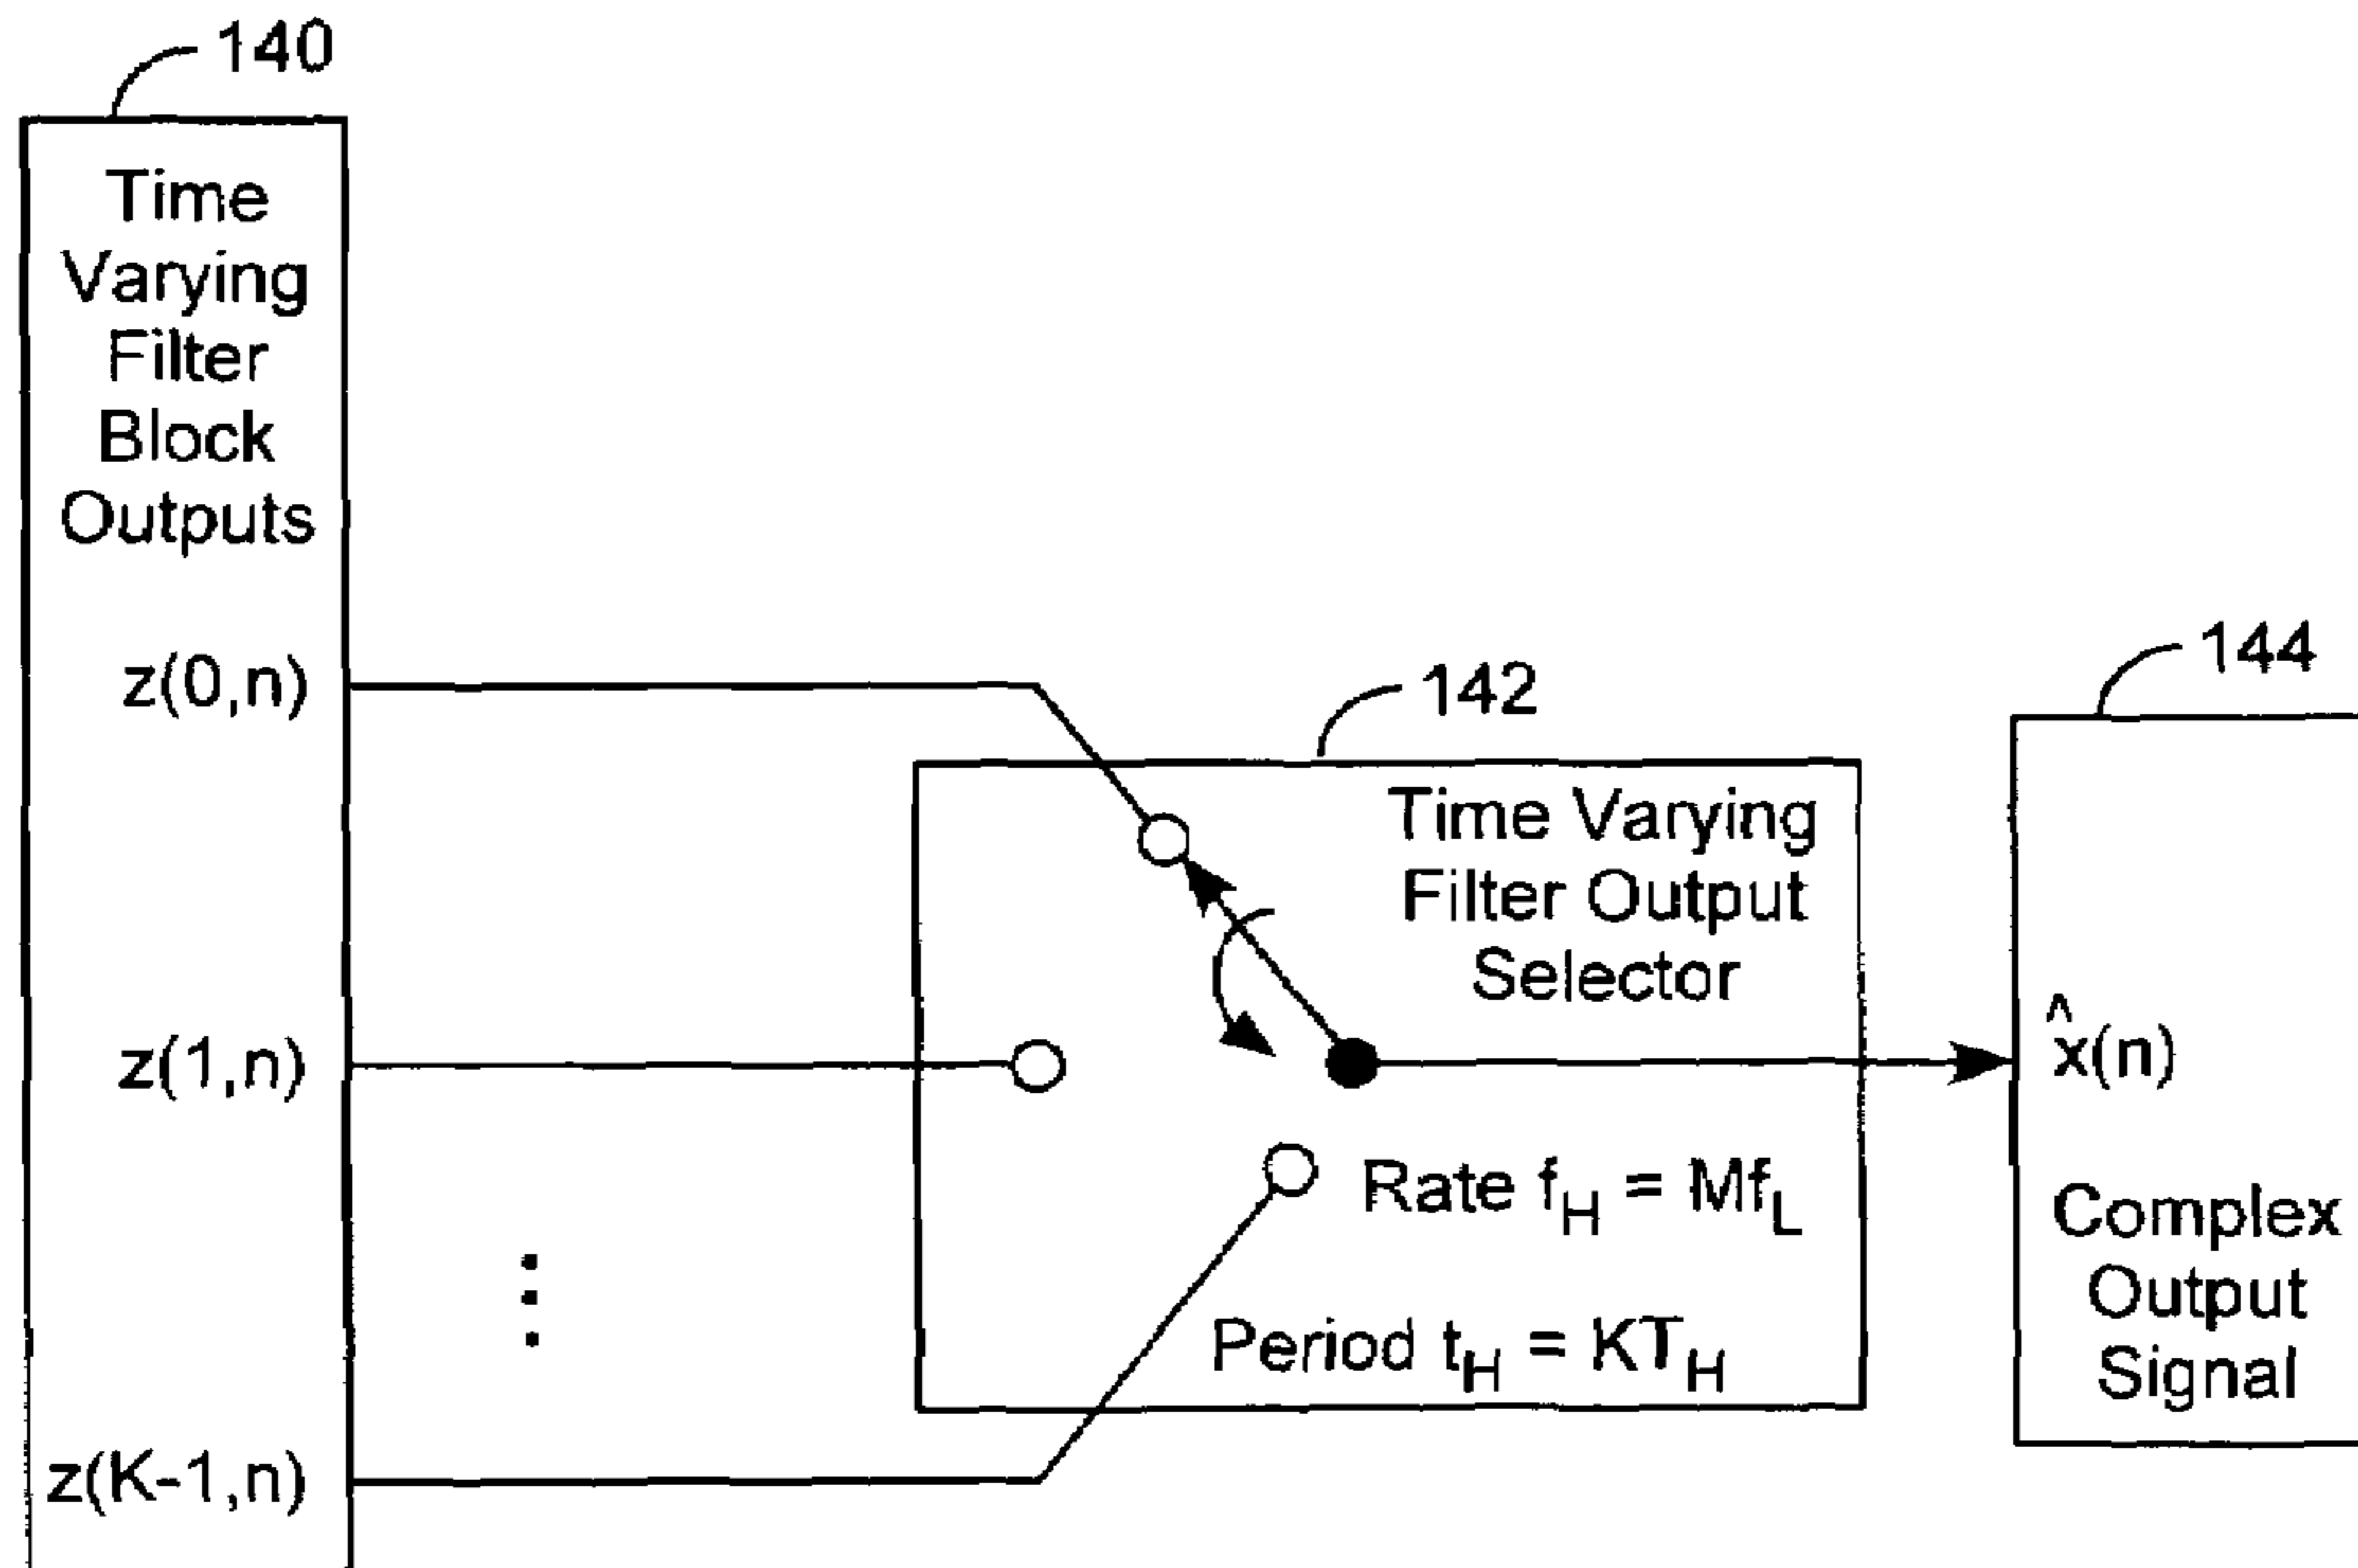 140
Time
Varying
Filter
Block
Outputs
z(0,n)
z(1,n)
z(K-1,n)
142
Time Varying
Filter Output
Selector
Rate f_H = Mf_L
Period t_H = KT_H
144
x̂(n)
Complex
Output
Signal